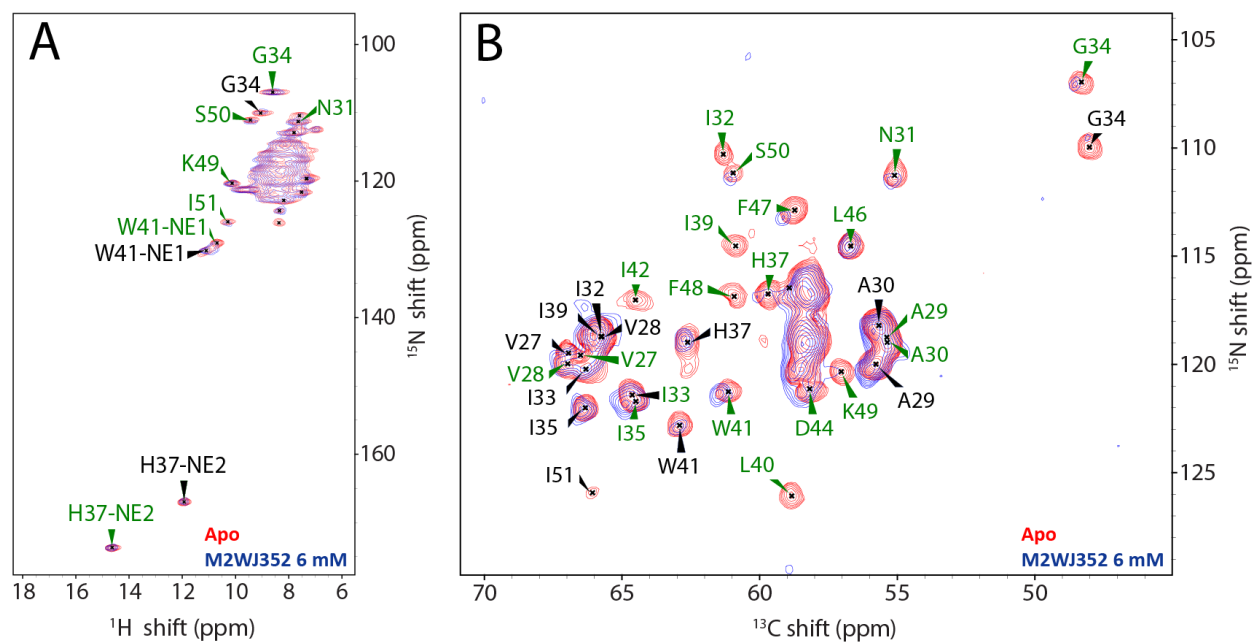 A
G34
G34
N31
S50
K49
I51
W41-NE1
W41-NE1
H37-NE2
H37-NE2
Apo
M2WJ352 6 mM
100
120
140
160
¹⁵N shift (ppm)
18 16 14 12 10 8 6
¹H shift (ppm)
B
G34
G34
I32
S50
N31
F47
L46
I39
H37
I42
F48
A30
I32
I39
V28
H37
A29
V27
V27
A30
V28
I33
I33
K49
A29
I35
I35
W41
D44
W41
I51
L40
Apo
M2WJ352 6 mM
105
110
115
120
125
¹⁵N shift (ppm)
70 65 60 55 50
¹³C shift (ppm)